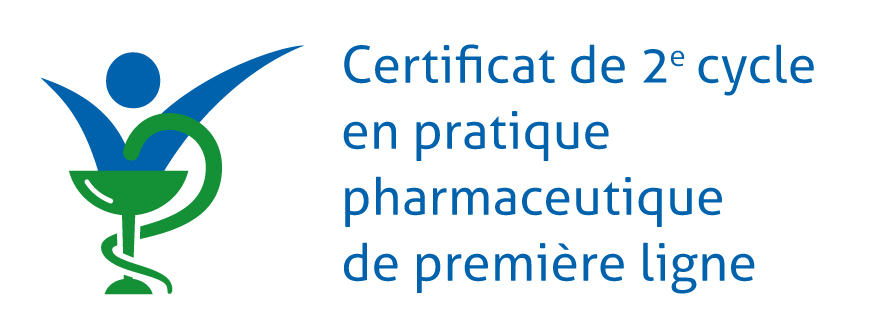 Certificat de 2e cycle
en pratique
pharmaceutique
de première ligne